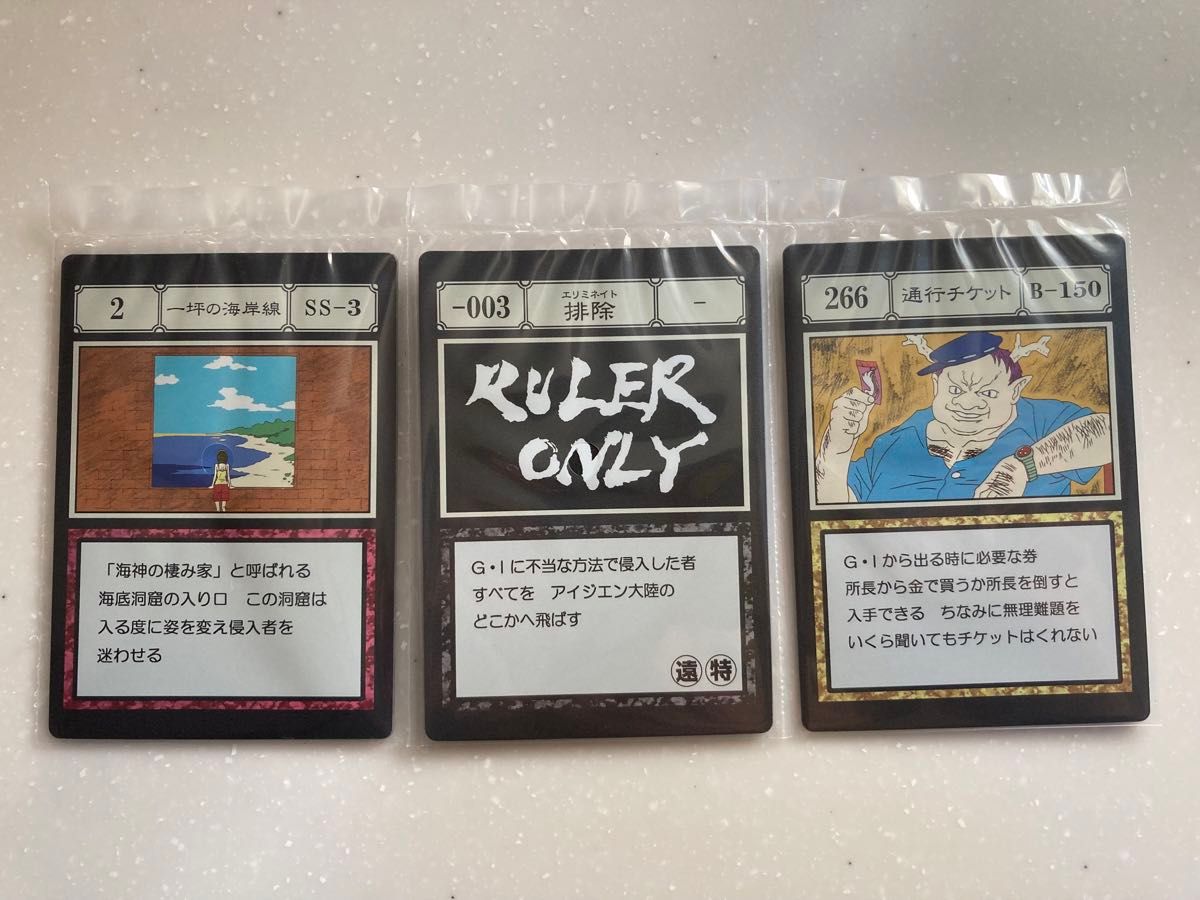 2
一坪の海岸線
SS-3
「海神の棲み家」と呼ばれる
海底洞窟の入り口　この洞窟は
入る度に姿を変え侵入者を
迷わせる
-003
エリミネイト
排除
-
RULER
ONLY
G・Iに不当な方法で侵入した者
すべてを　アイジエン大陸の
どこかへ飛ばす
遠 特
266
通行チケット
B-150
G・Iから出る時に必要な券
所長から金で買うか所長を倒すと
入手できる　ちなみに無理難題を
いくら聞いてもチケットはくれない